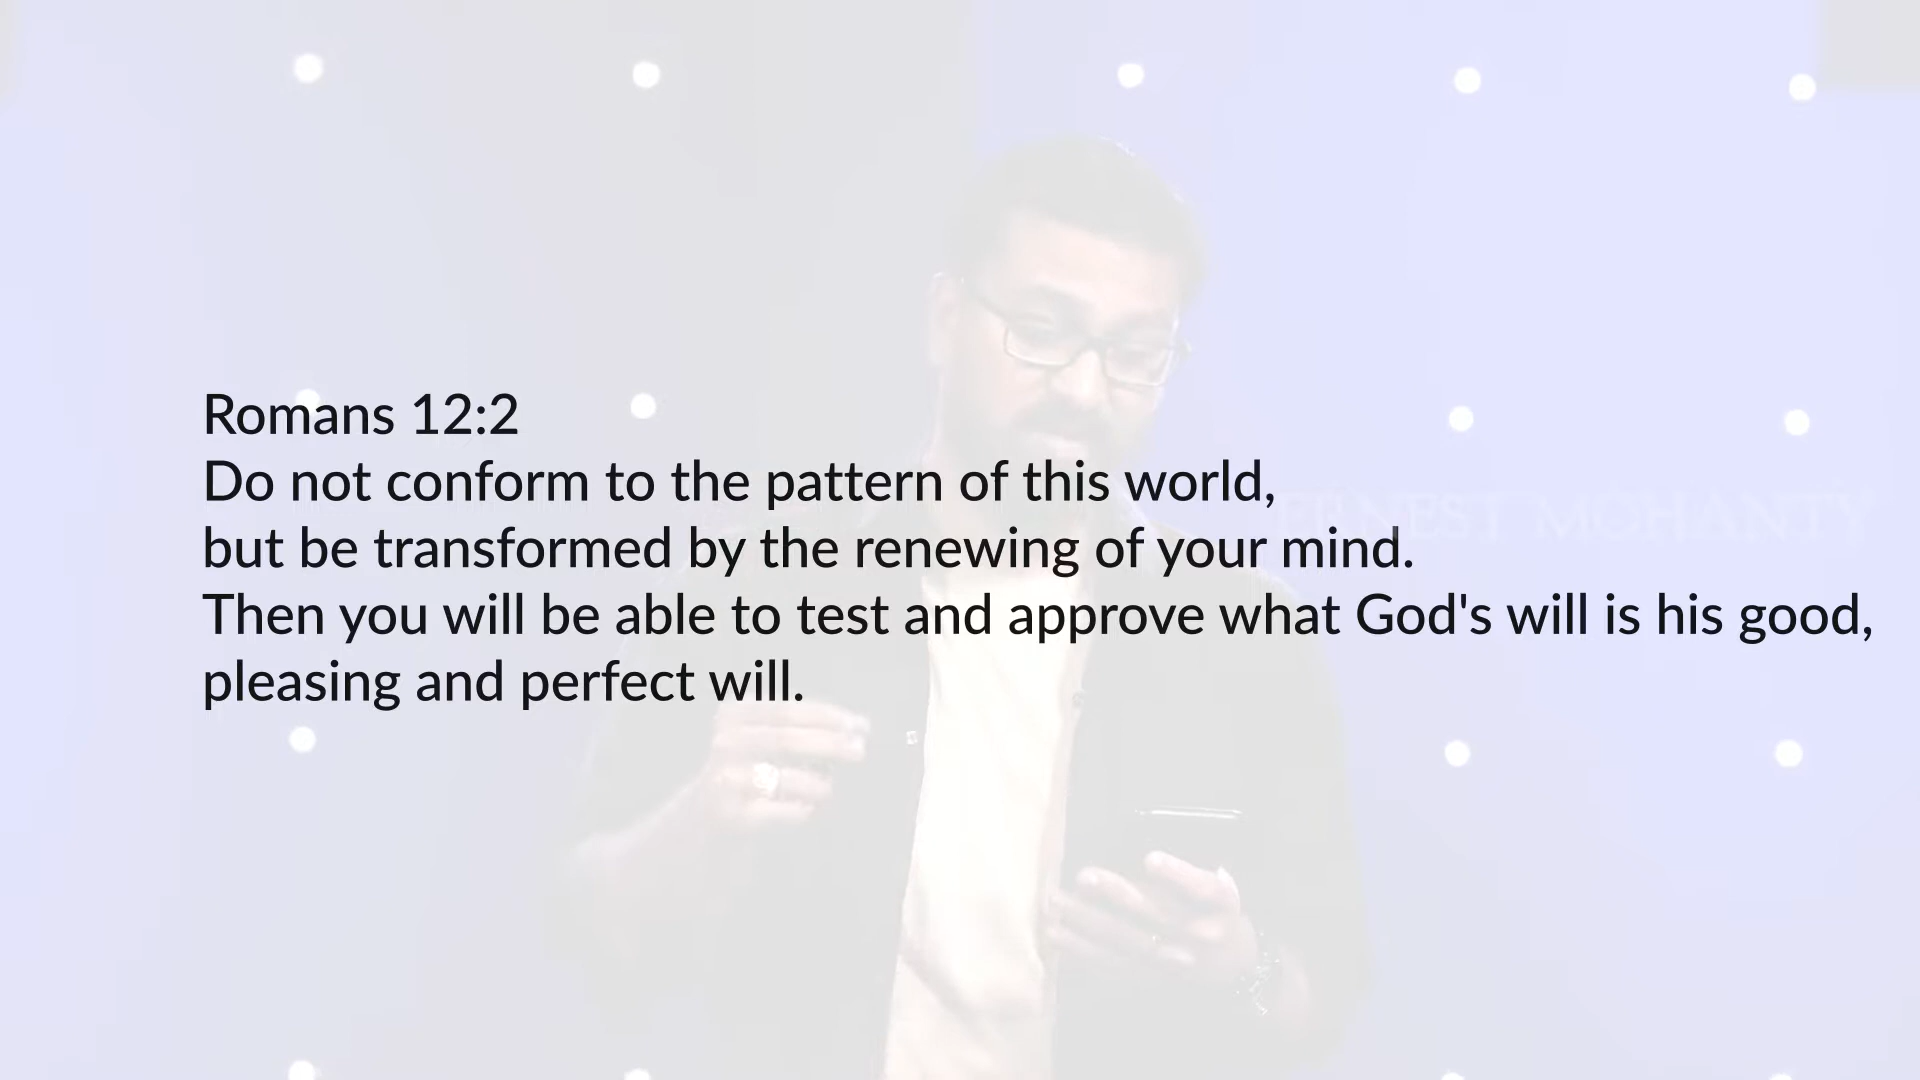 Romans 12:2
Do not conform to the pattern of this world,
but be transformed by the renewing of your mind.
Then you will be able to test and approve what God's will is his good,
pleasing and perfect will.
ERNEST MOHANTY